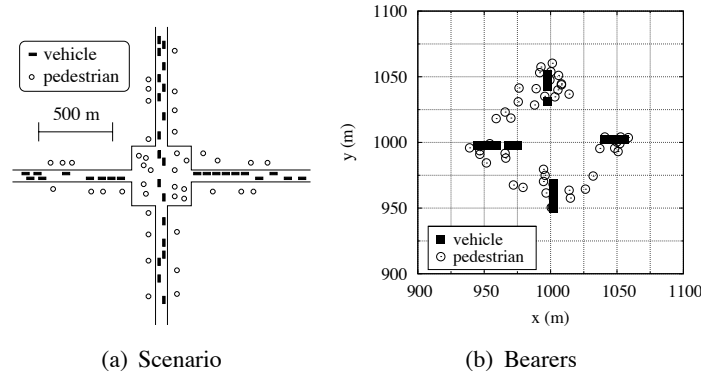 vehicle
pedestrian
500 m
(a) Scenario
1100
1050
1000
950
900
y (m)
vehicle
pedestrian
900 950 1000 1050 1100
x (m)
(b) Bearers